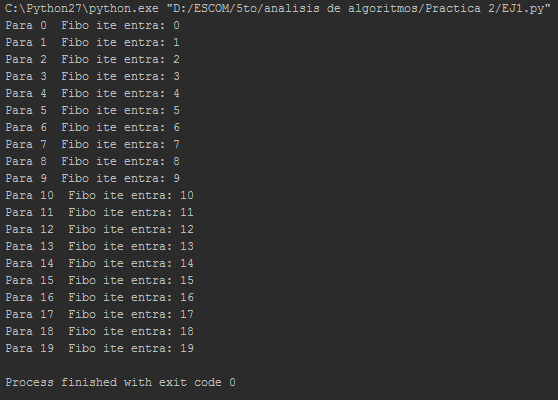 C:\Python27\python.exe "D:/ESCOM/5to/analisis de algoritmos/Practica 2/EJ1.py"
Para 0  Fibo ite entra: 0
Para 1  Fibo ite entra: 1
Para 2  Fibo ite entra: 2
Para 3  Fibo ite entra: 3
Para 4  Fibo ite entra: 4
Para 5  Fibo ite entra: 5
Para 6  Fibo ite entra: 6
Para 7  Fibo ite entra: 7
Para 8  Fibo ite entra: 8
Para 9  Fibo ite entra: 9
Para 10  Fibo ite entra: 10
Para 11  Fibo ite entra: 11
Para 12  Fibo ite entra: 12
Para 13  Fibo ite entra: 13
Para 14  Fibo ite entra: 14
Para 15  Fibo ite entra: 15
Para 16  Fibo ite entra: 16
Para 17  Fibo ite entra: 17
Para 18  Fibo ite entra: 18
Para 19  Fibo ite entra: 19
Process finished with exit code 0